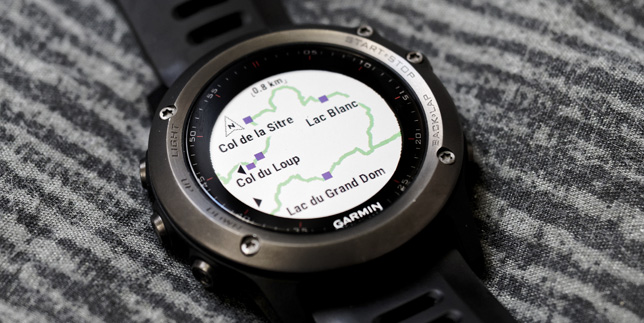 START•STOP
BACK•LAP
LIGHT
0.8 km
N
Lac Blanc
Col de la Sitre
Col du Loup
Lac du Grand Dom
GARMIN